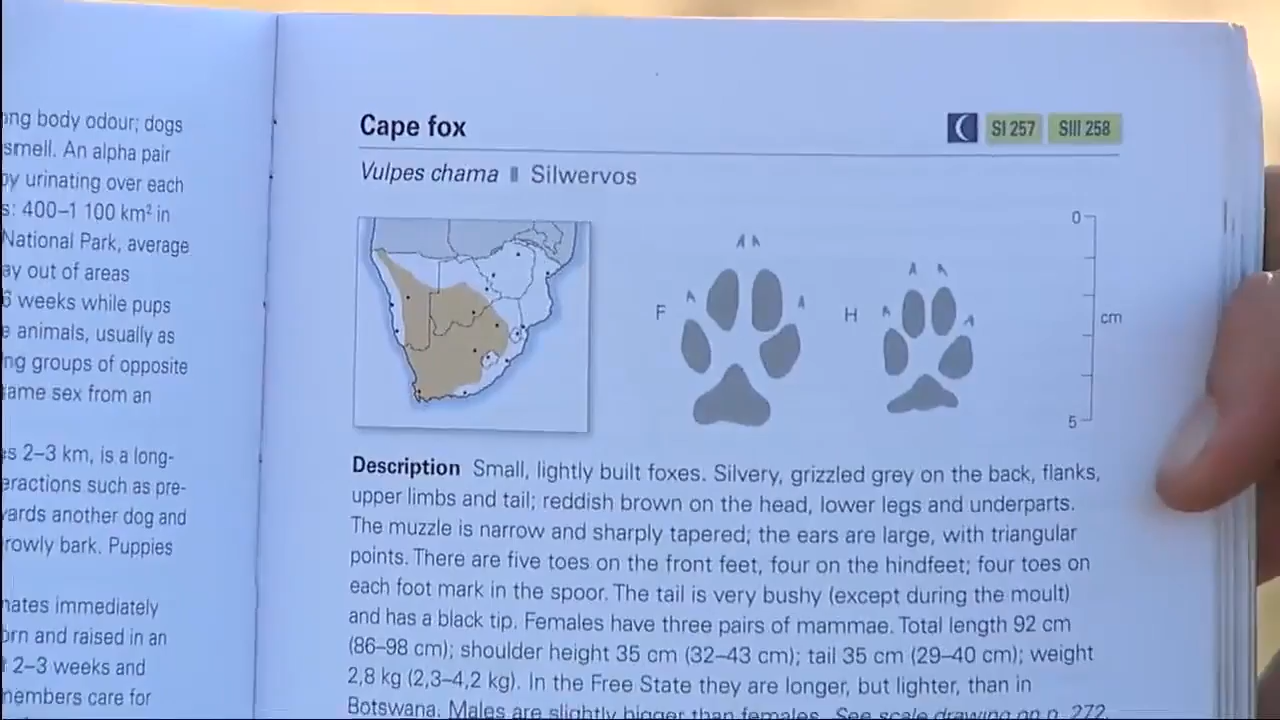 ong body odour; dogs
smell. An alpha pair
by urinating over each
s: 400–1 100 km² in
National Park, average
ay out of areas
6 weeks while pups
e animals, usually as
ng groups of opposite
ame sex from an
es 2–3 km, is a long-
eractions such as pre-
vards another dog and
rowly bark. Puppies
nates immediately
orn and raised in an
2–3 weeks and
members care for
Cape fox
SI 257 SIII 258
Vulpes chama Silwervos
F
H
0
cm
5
Description Small, lightly built foxes. Silvery, grizzled grey on the back, flanks,
upper limbs and tail; reddish brown on the head, lower legs and underparts.
The muzzle is narrow and sharply tapered; the ears are large, with triangular
points. There are five toes on the front feet, four on the hindfeet; four toes on
each foot mark in the spoor. The tail is very bushy (except during the moult)
and has a black tip. Females have three pairs of mammae. Total length 92 cm
(86–98 cm); shoulder height 35 cm (32–43 cm); tail 35 cm (29–40 cm); weight
2,8 kg (2,3–4,2 kg). In the Free State they are longer, but lighter, than in
Botswana. Males are slightly bigger than females. See scale drawing on p. 272